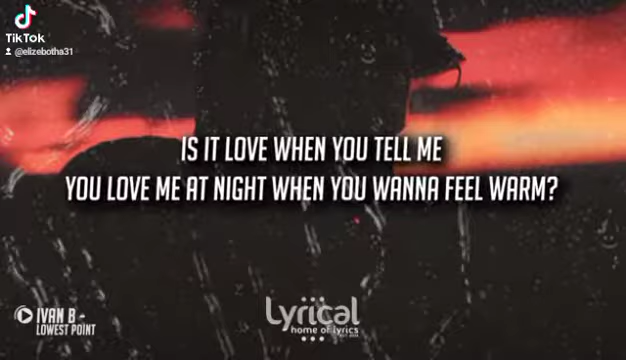 TikTok
@elizebotha31
IS IT LOVE WHEN YOU TELL ME
YOU LOVE ME AT NIGHT WHEN YOU WANNA FEEL WARM?
IVAN B -
LOWEST POINT
Lyrical
home of lyrics